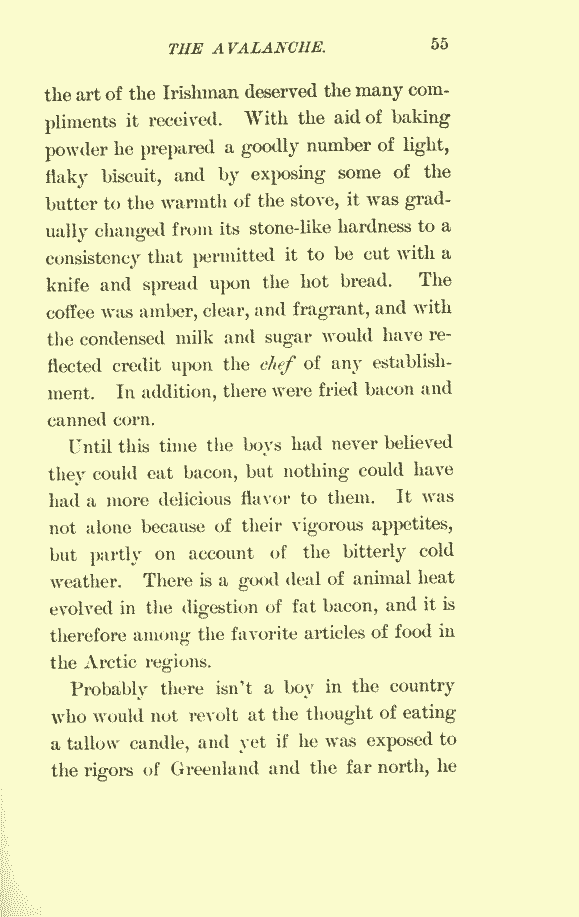 THE AVALANCHE. 55
the art of the Irishman deserved the many com-
pliments it received. With the aid of baking
powder he prepared a goodly number of light,
flaky biscuit, and by exposing some of the
butter to the warmth of the stove, it was grad-
ually changed from its stone-like hardness to a
consistency that permitted it to be cut with a
knife and spread upon the hot bread. The
coffee was amber, clear, and fragrant, and with
the condensed milk and sugar would have re-
flected credit upon the chef of any establish-
ment. In addition, there were fried bacon and
canned corn.
Until this time the boys had never believed
they could eat bacon, but nothing could have
had a more delicious flavor to them. It was
not alone because of their vigorous appetites,
but partly on account of the bitterly cold
weather. There is a good deal of animal heat
evolved in the digestion of fat bacon, and it is
therefore among the favorite articles of food in
the Arctic regions.
Probably there isn't a boy in the country
who would not revolt at the thought of eating
a tallow candle, and yet if he was exposed to
the rigors of Greenland and the far north, he